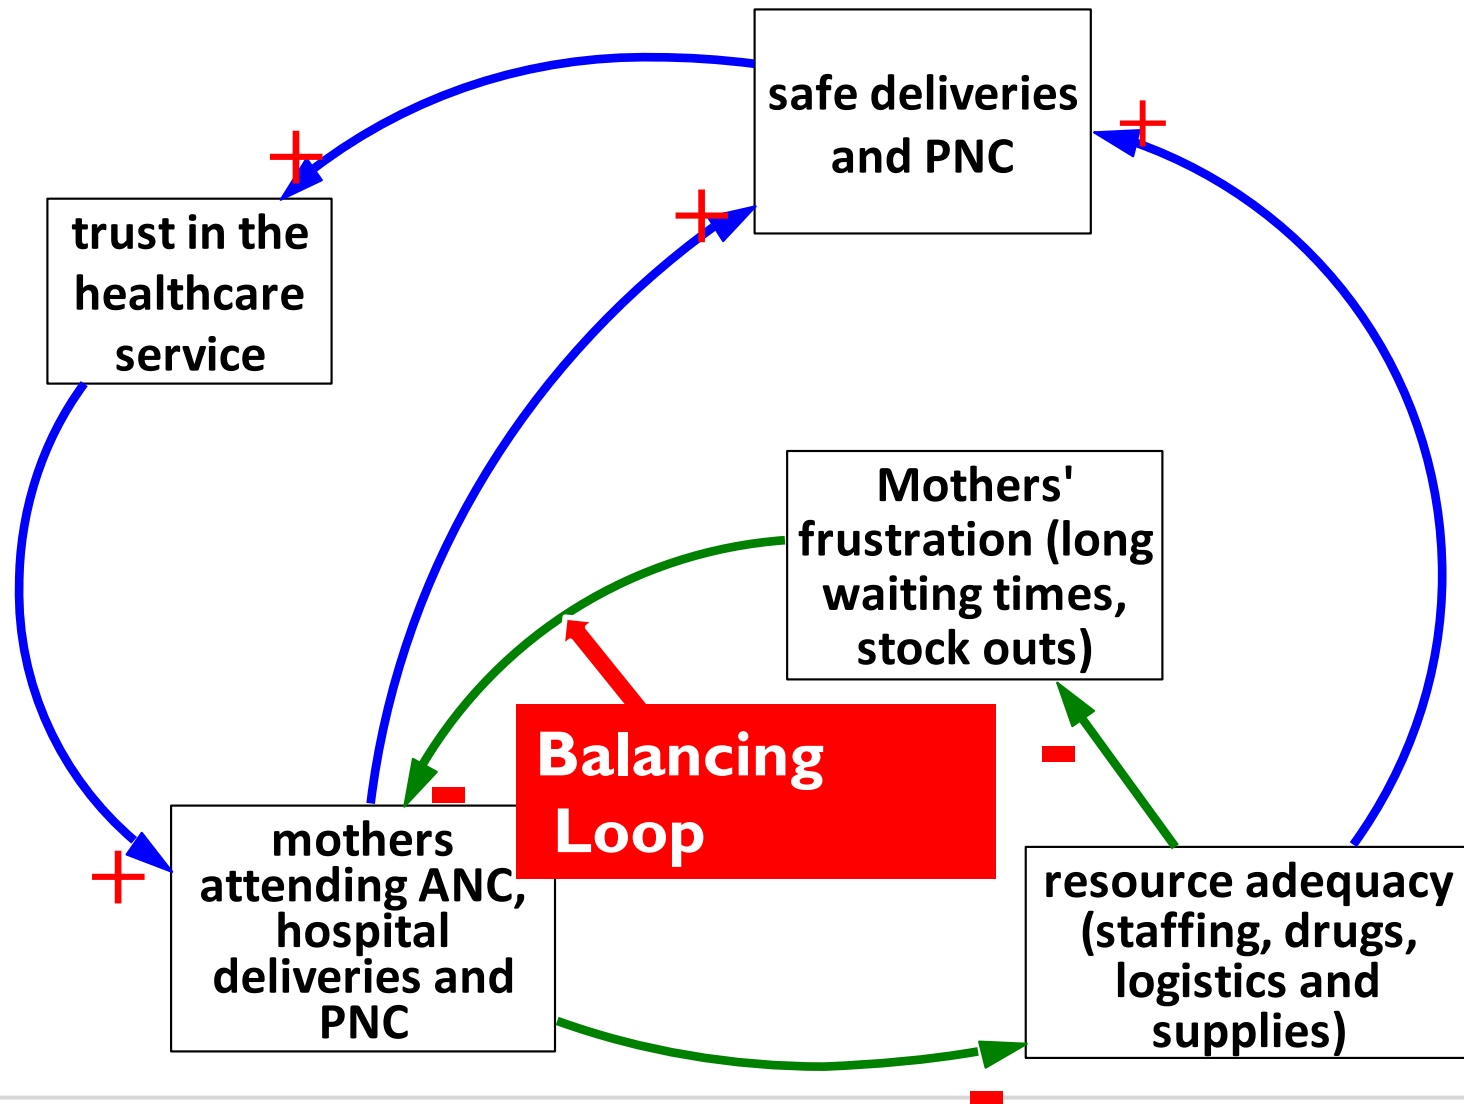 safe deliveries
and PNC
+
+
+
trust in the
healthcare
service
Mothers'
frustration (long
waiting times,
stock outs)
-
Balancing
Loop
-
+
mothers
attending ANC,
hospital
deliveries and
PNC
resource adequacy
(staffing, drugs,
logistics and
supplies)
-